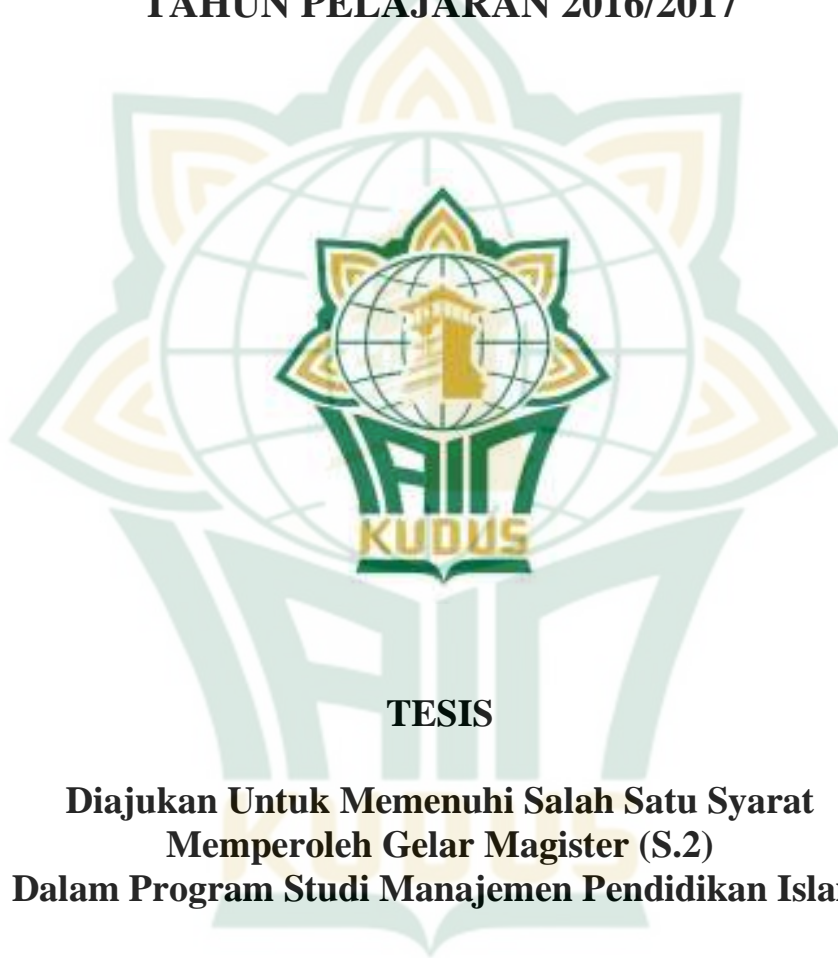 TAHUN PELAJARAN 2016/2017
IAIN
KUDUS
TESIS
Diajukan Untuk Memenuhi Salah Satu Syarat
Memperoleh Gelar Magister (S.2)
Dalam Program Studi Manajemen Pendidikan